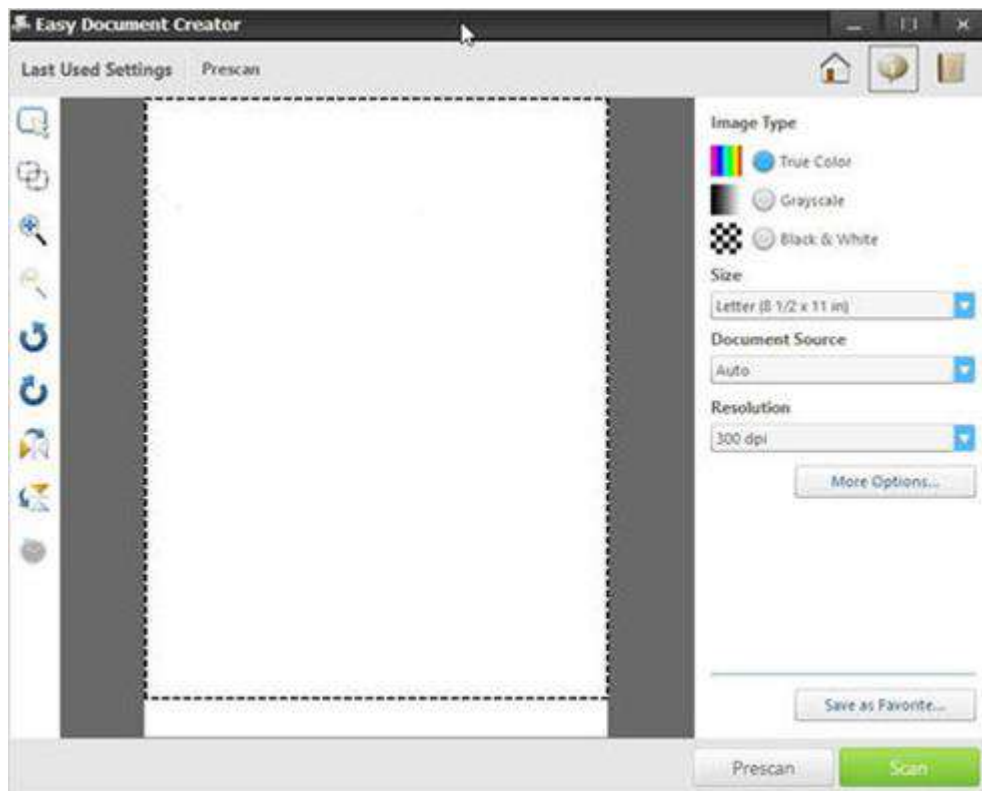 Easy Document Creator
Last Used Settings Prescan
Image Type
True Color
Grayscale
Black & White
Size
Letter (8 1/2 x 11 in)
Document Source
Auto
Resolution
300 dpi
More Options...
Save as Favorite...
Prescan Scan